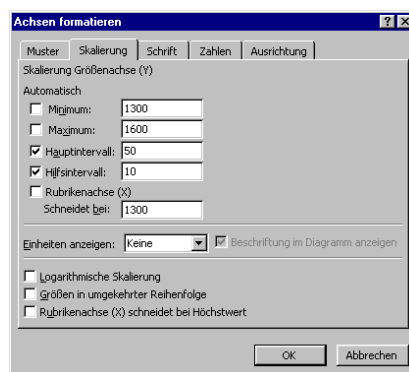 Achsen formatieren
Muster Skalierung Schrift Zahlen Ausrichtung
Skalierung Größenachse (Y)
Automatisch
Minimum: 1300
Maximum: 1600
Hauptintervall: 50
Hilfsintervall: 10
Rubrikenachse (X)
Schneidet bei: 1300
Einheiten anzeigen: Keine Beschriftung im Diagramm anzeigen
Logarithmische Skalierung
Größen in umgekehrter Reihenfolge
Rubrikenachse (X) schneidet bei Höchstwert
OK Abbrechen